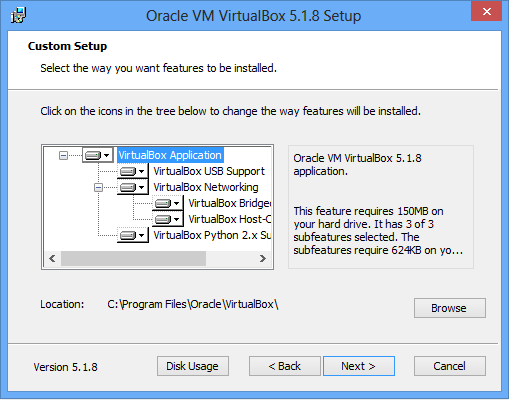 Oracle VM VirtualBox 5.1.8 Setup
Custom Setup
Select the way you want features to be installed.
Click on the icons in the tree below to change the way features will be installed.
VirtualBox Application
VirtualBox USB Support
VirtualBox Networking
VirtualBox Bridge
VirtualBox Host-O
VirtualBox Python 2.x Su
Oracle VM VirtualBox 5.1.8
application.
This feature requires 150MB on
your hard drive. It has 3 of 3
subfeatures selected. The
subfeatures require 624KB on yo...
Location: C:\Program Files\Oracle\VirtualBox\
Browse
Version 5.1.8
Disk Usage
< Back
Next >
Cancel